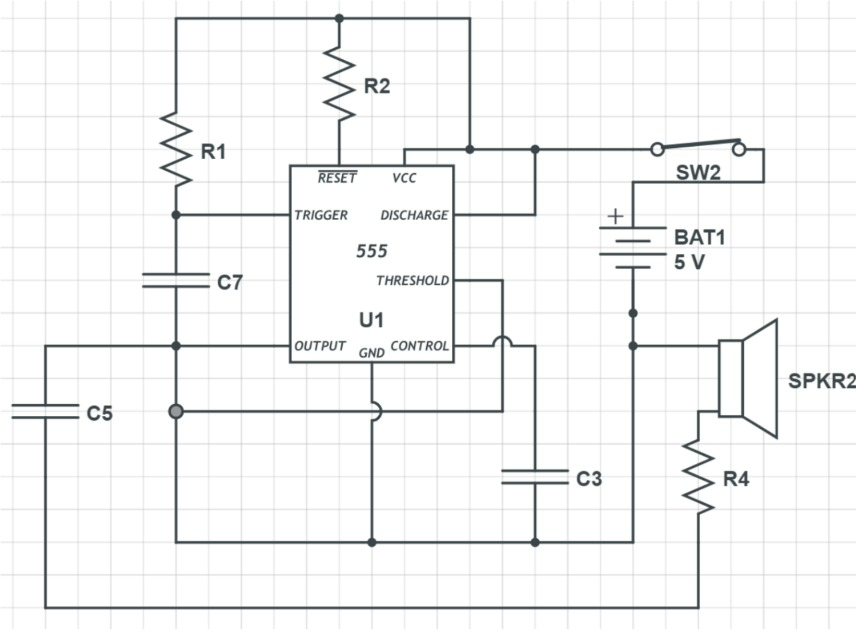 R2
R1
RESET
VCC
SW2
TRIGGER
DISCHARGE
+
BAT1
5 V
555
C7
THRESHOLD
U1
OUTPUT
GND
CONTROL
SPKR2
C5
C3
R4